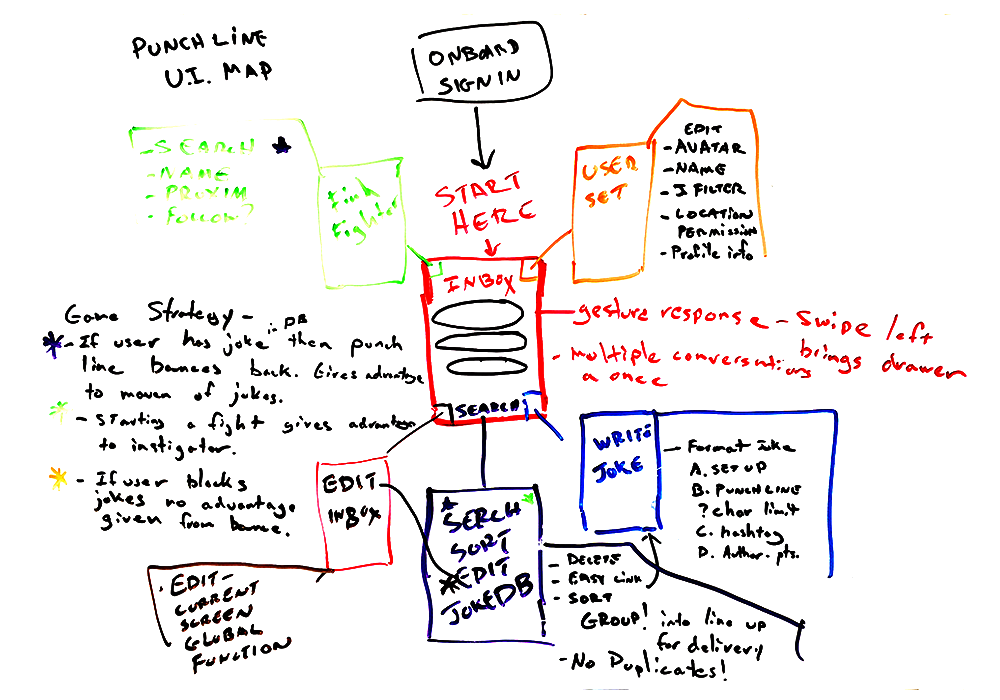 PUNCHLINE
U.I. MAP
ONBOARD
SIGN IN
START
HERE
- SEARCH
- NAME
- PROXIM
- FOLLOW?
Find
Fighter
USER
SET
EDIT
- AVATAR
- NAME
- J FILTER
- LOCATION
PERMISSION
- Profile info
INBOX
SEARCH
- gesture response - Swipe/left
brings drawer
- Multiple conversations
a once
Game Strategy -
- If user has joke in DB then punch
line bounces back. Gives advantage
to maven of jokes.
- STarting a fight gives advantage
to instigator.
- If user blocks
jokes no advantage
given from bounce.
EDIT
INBOX
• EDIT -
CURRENT
SCREEN
GLOBAL
FUNCTION
SERCH
SORT
EDIT
JOKEDB
WRITE
JOKE
- Format Joke
A. SET UP
B. PUNCHLINE
? char limit
C. hashtag
D. Author. pts.
- DELETE
- EASY LINK
- SORT
GROUP! into line up
for delivery
- No Duplicates!